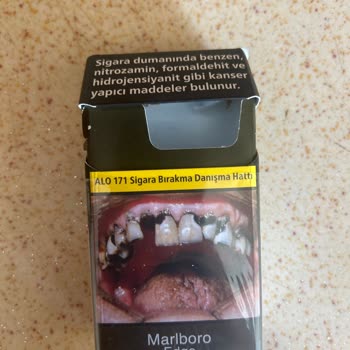 Sigara dumanında benzen,
nitrozamin, formaldehit ve
hidrojensiyanit gibi kanser
yapıcı maddeler bulunur.
ALO 171 Sigara Bırakma Danışma Hattı
Marlboro
Edge